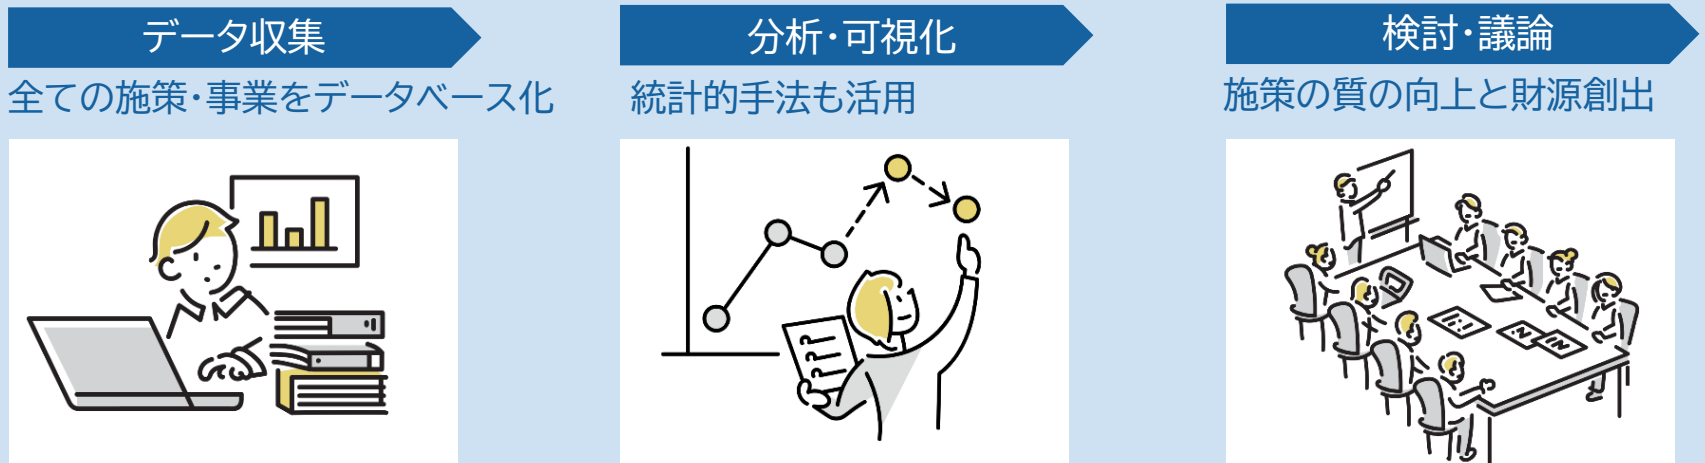 データ収集
全ての施策・事業をデータベース化
分析・可視化
統計的手法も活用
検討・議論
施策の質の向上と財源創出